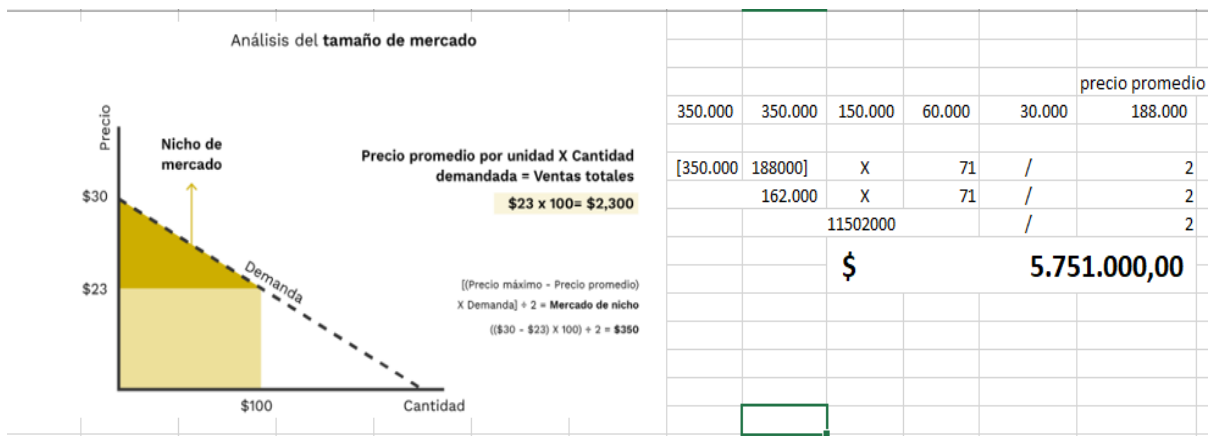 Análisis del tamaño de mercado
Precio
Nicho de
mercado
$30
$23
Demanda
$100
Cantidad
Precio promedio por unidad X Cantidad
demandada = Ventas totales
$23 x 100= $2,300
[(Precio máximo - Precio promedio)
X Demanda] ÷ 2 = Mercado de nicho
(($30 - $23) X 100) ÷ 2 = $350
precio promedio
350.000 350.000 150.000 60.000 30.000 188.000
[350.000 188000] X 71 / 2
162.000 X 71 / 2
11502000 / 2
$ 5.751.000,00